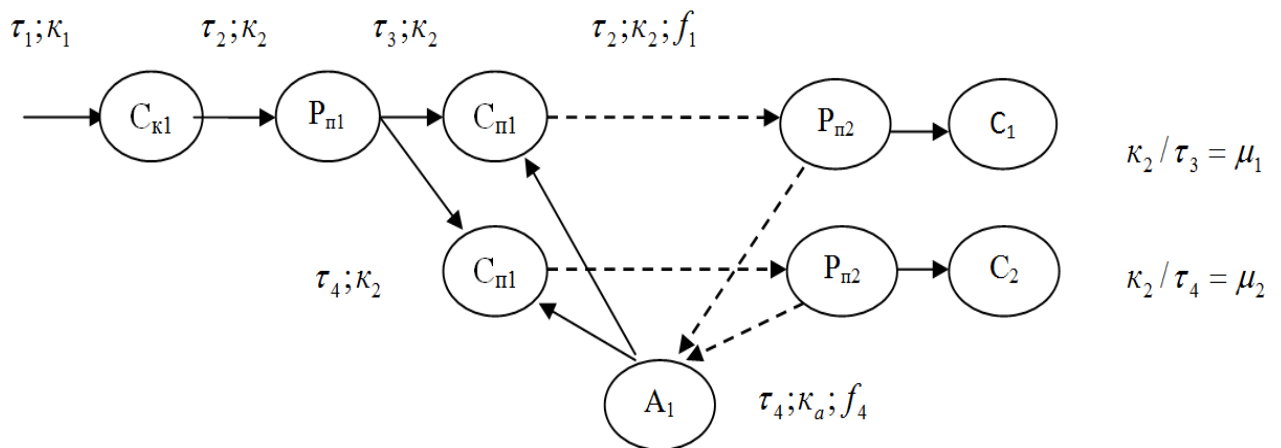 τ₁;κ₁ τ₂;κ₂ τ₃;κ₂ τ₂;κ₂;f₁
Cк1 Pп1 Cп1 Pп2 C₁
κ₂ / τ₃ = μ₁
τ₄;κ₂ Cп1 Pп2 C₂ κ₂ / τ₄ = μ₂
A₁ τ₄;κₐ;f₄